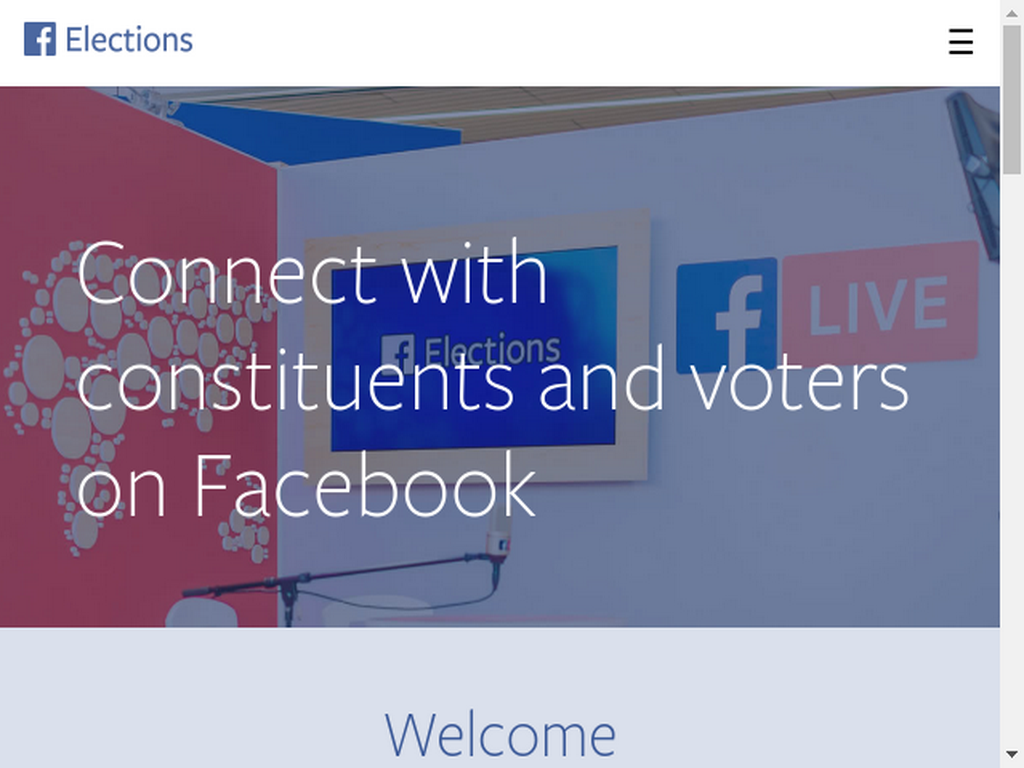 Elections
Connect with
Elections
LIVE
constituents and voters
on Facebook
Welcome